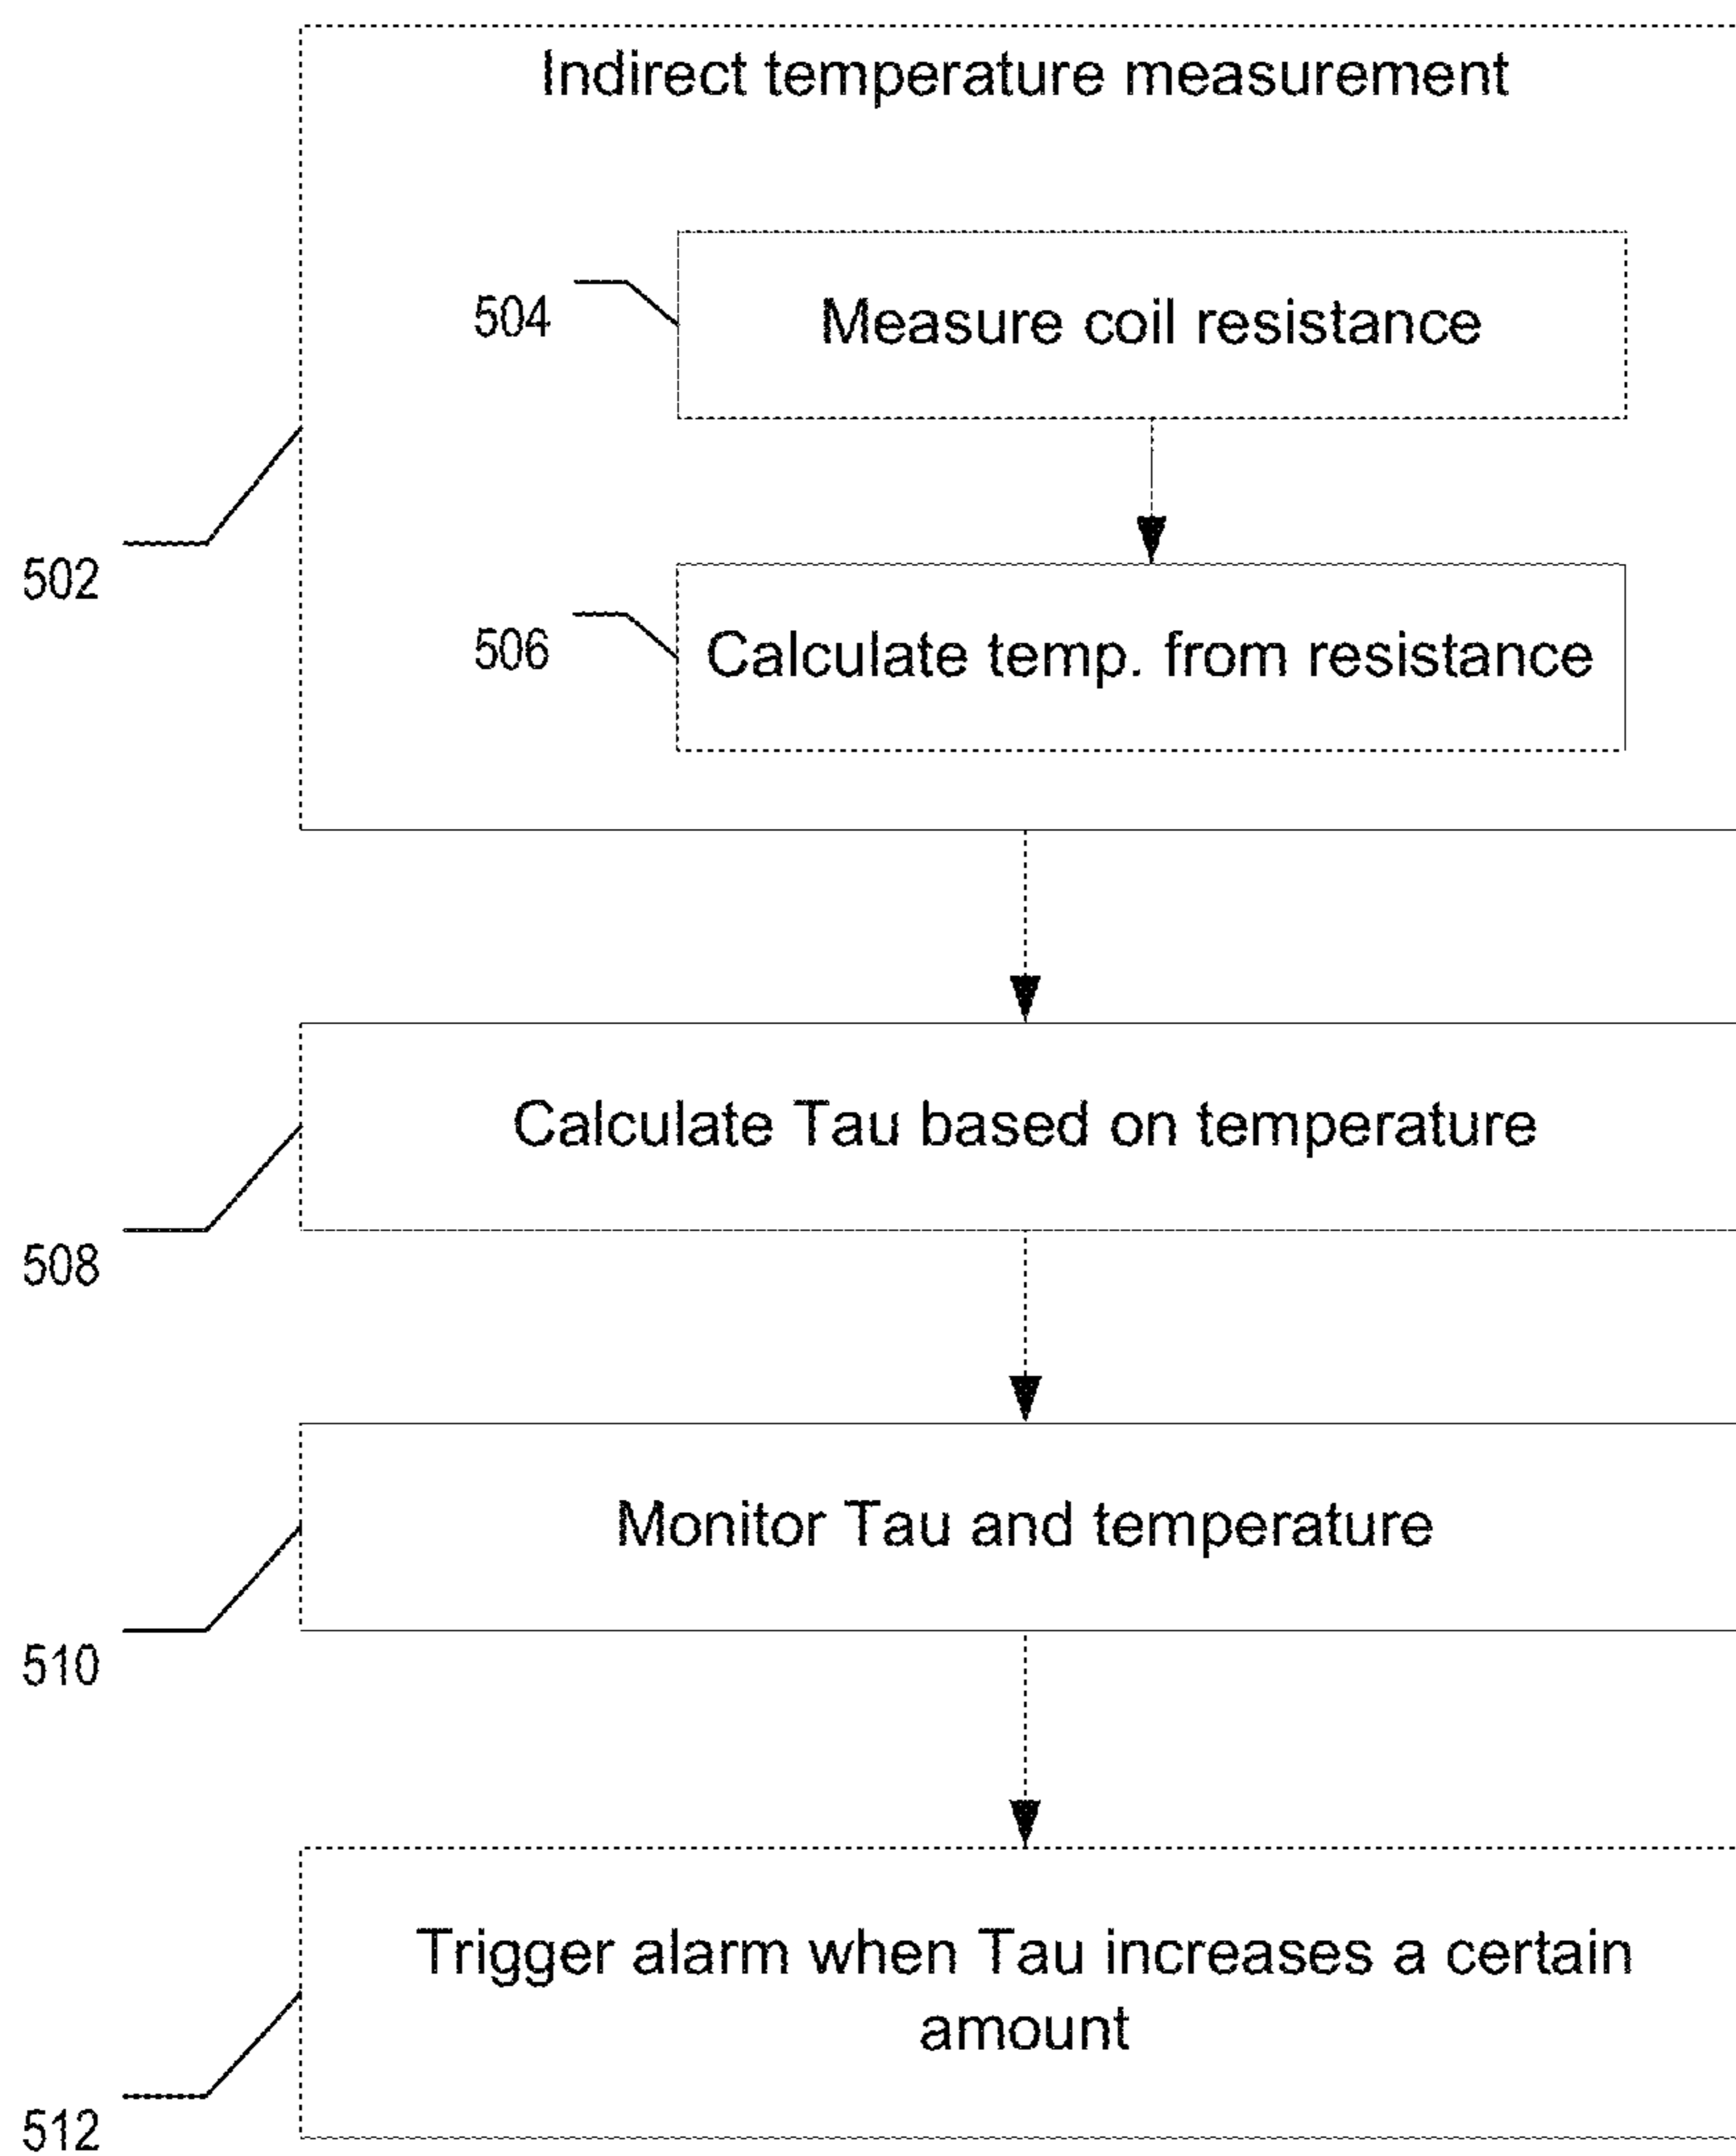 Indirect temperature measurement
504
Measure coil resistance
502
506
Calculate temp. from resistance
Calculate Tau based on temperature
508
Monitor Tau and temperature
510
Trigger alarm when Tau increases a certain
amount
512